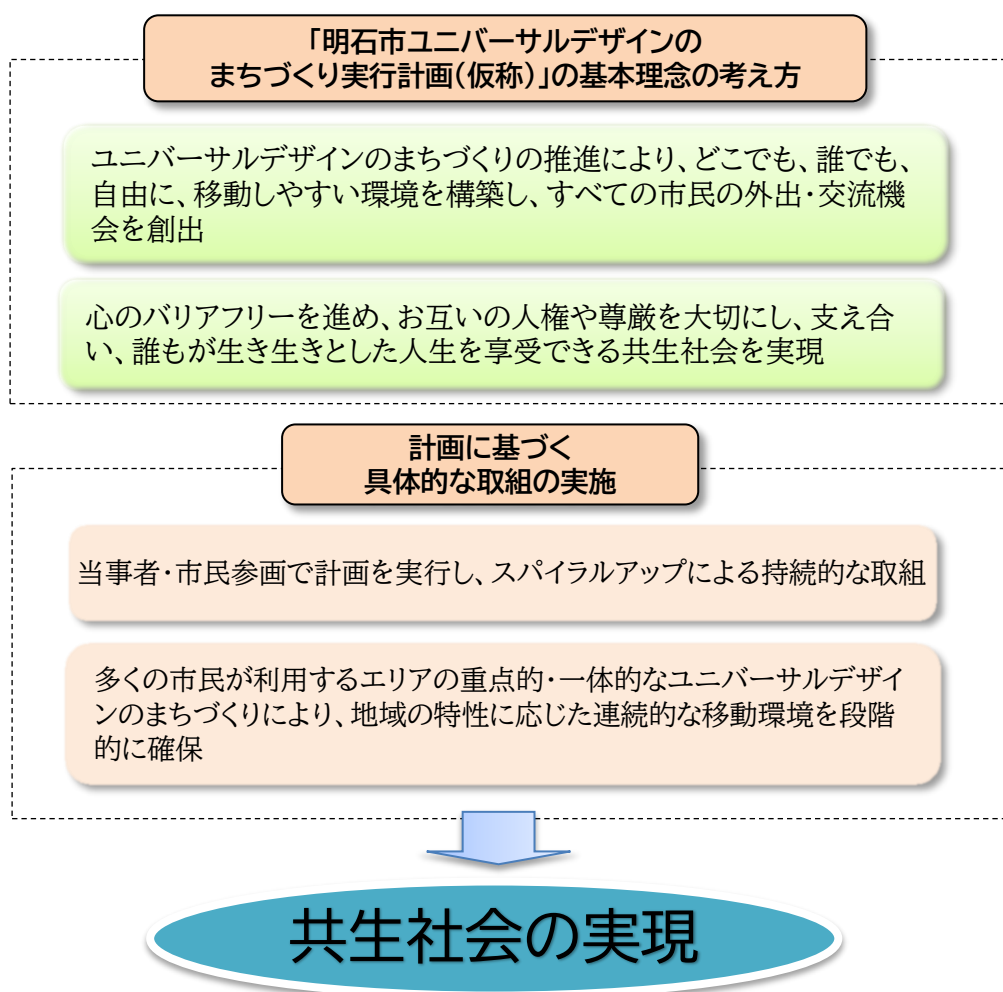 「明石市ユニバーサルデザインの
まちづくり実行計画(仮称)」の基本理念の考え方
ユニバーサルデザインのまちづくりの推進により、どこでも、誰でも、
自由に、移動しやすい環境を構築し、すべての市民の外出・交流機
会を創出
心のバリアフリーを進め、お互いの人権や尊厳を大切にし、支え合
い、誰もが生き生きとした人生を享受できる共生社会を実現
計画に基づく
具体的な取組の実施
当事者・市民参画で計画を実行し、スパイラルアップによる持続的な取組
多くの市民が利用するエリアの重点的・一体的なユニバーサルデザイ
ンのまちづくりにより、地域の特性に応じた連続的な移動環境を段階
的に確保
共生社会の実現